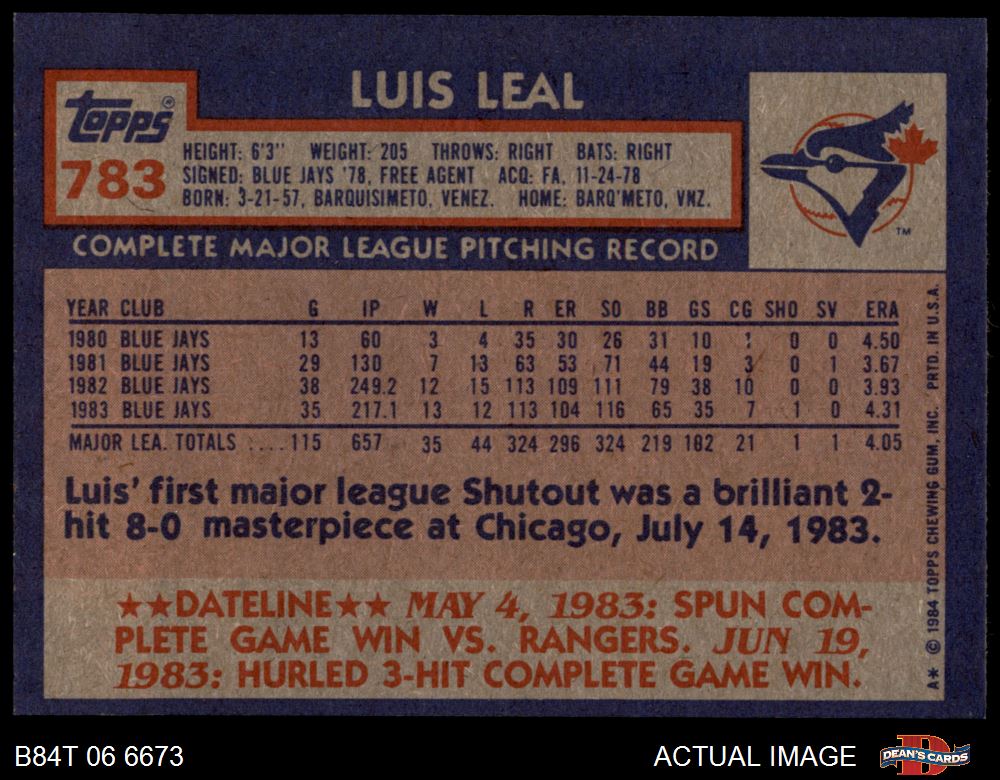 LUIS LEAL
TOPPS®
783
HEIGHT: 6'3'' WEIGHT: 205 THROWS: RIGHT BATS: RIGHT
SIGNED: BLUE JAYS '78, FREE AGENT ACQ: FA, 11-24-78
BORN: 3-21-57, BARQUISIMETO, VENEZ. HOME: BARQ'METO, VNZ.
TM
COMPLETE MAJOR LEAGUE PITCHING RECORD
YEAR CLUB G IP W L R ER SO BB GS CG SHO SV ERA
1980 BLUE JAYS 13 60 3 4 35 30 26 31 10 1 0 0 4.50
1981 BLUE JAYS 29 130 7 13 63 53 71 44 19 3 0 1 3.67
1982 BLUE JAYS 38 249.2 12 15 113 109 111 79 38 10 0 0 3.93
1983 BLUE JAYS 35 217.1 13 12 113 104 116 65 35 7 1 0 4.31
MAJOR LEA. TOTALS ....115 657 35 44 324 296 324 219 102 21 1 1 4.05
Luis' first major league Shutout was a brilliant 2-
hit 8-0 masterpiece at Chicago, July 14, 1983.
★★DATELINE★★ MAY 4, 1983: SPUN COM-
PLETE GAME WIN VS. RANGERS. JUN 19,
1983: HURLED 3-HIT COMPLETE GAME WIN.
A* © 1984 TOPPS CHEWING GUM, INC. PRTD. IN U.S.A.
B84T 06 6673
ACTUAL IMAGE
DEAN'S CARDS